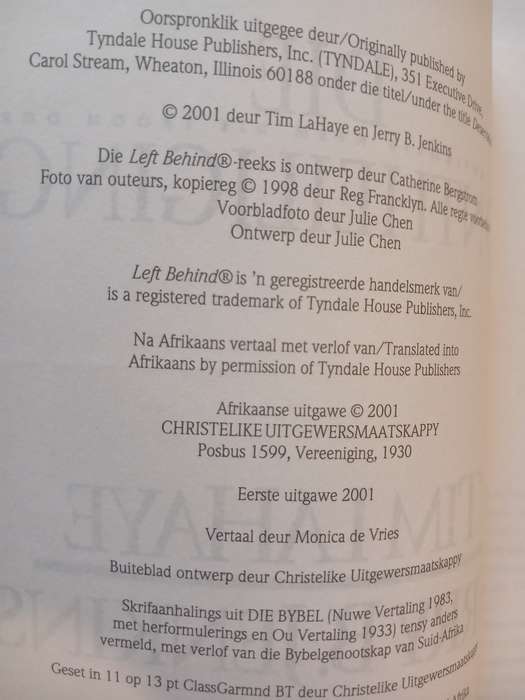 Oorspronklik uitgegee deur/Originally published by
Tyndale House Publishers, Inc. (TYNDALE), 351 Executive Drive,
Carol Stream, Wheaton, Illinois 60188 onder die titel/under the title
© 2001 deur Tim LaHaye en Jerry B. Jenkins
Die Left Behind®-reeks is ontwerp deur Catherine Bergstrom
Foto van outeurs, kopiereg © 1998 deur Reg Francklyn. Alle regte
Voorbladfoto deur Julie Chen
Ontwerp deur Julie Chen
Left Behind® is 'n geregistreerde handelsmerk van/
is a registered trademark of Tyndale House Publishers, Inc.
Na Afrikaans vertaal met verlof van/Translated into
Afrikaans by permission of Tyndale House Publishers
Afrikaanse uitgawe © 2001
CHRISTELIKE UITGEWERSMAATSKAPPY
Posbus 1599, Vereeniging, 1930
Eerste uitgawe 2001
Vertaal deur Monica de Vries
Buiteblad ontwerp deur Christelike Uitgewersmaatskappy
Skrifaanhalings uit DIE BYBEL (Nuwe Vertaling 1983,
met herformulerings en Ou Vertaling 1933) tensy anders
vermeld, met verlof van die Bybelgenootskap van Suid-Afrika
Geset in 11 op 13 pt ClassGarmnd BT deur Christelike Uitgewersmaatskappy